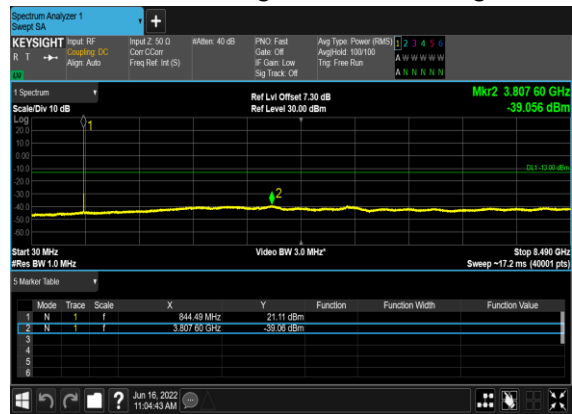 Spectrum Analyzer 1
Swept SA
+
KEYSIGHT Input: RF Input Z: 50 Ω #Atten: 40 dB PNO: Fast Avg Type: Power (RMS) 1 2 3 4 5 6
R T Coupling: DC Corr CCorr Gate: Off Avg|Hold: 100/100 A W W W W W
Align: Auto Freq Ref: Int (S) IF Gain: Low Trig: Free Run
Sig Track: Off A N N N N N
1 Spectrum Ref Lvl Offset 7.30 dB Mkr2 3.807 60 GHz
Scale/Div 10 dB Ref Level 30.00 dBm -39.056 dBm
Log
1
20.0
10.0
0.00
-10.0 DL1 -13.00 dBm
-20.0
-30.0
2
-40.0
-50.0
-60.0
Start 30 MHz Video BW 3.0 MHz* Stop 8.490 GHz
#Res BW 1.0 MHz Sweep ~17.2 ms (40001 pts)
5 Marker Table
Mode Trace Scale X Y Function Function Width Function Value
1 N 1 f 844.49 MHz 21.11 dBm
2 N 1 f 3.807 60 GHz -39.06 dBm
3
4
5
6
? Jun 16, 2022
11:04:43 AM